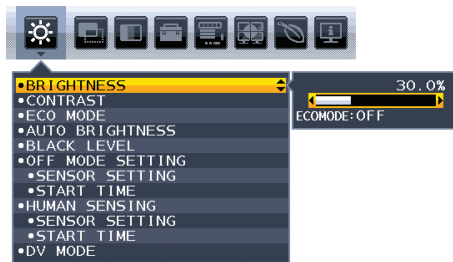 •BRIGHTNESS
30.0%
•CONTRAST
ECOMODE:OFF
•ECO MODE
•AUTO BRIGHTNESS
•BLACK LEVEL
•OFF MODE SETTING
•SENSOR SETTING
•START TIME
•HUMAN SENSING
•SENSOR SETTING
•START TIME
•DV MODE